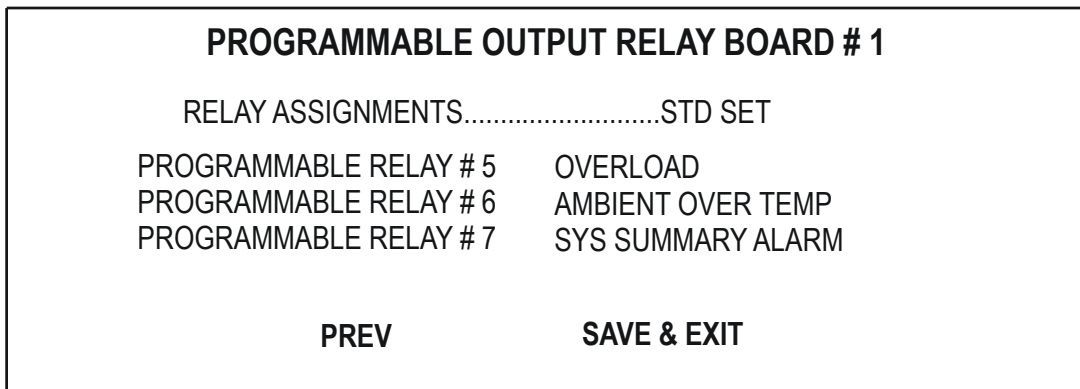 PROGRAMMABLE OUTPUT RELAY BOARD # 1
RELAY ASSIGNMENTS...........................STD SET
PROGRAMMABLE RELAY # 5 OVERLOAD
PROGRAMMABLE RELAY # 6 AMBIENT OVER TEMP
PROGRAMMABLE RELAY # 7 SYS SUMMARY ALARM
PREV SAVE & EXIT